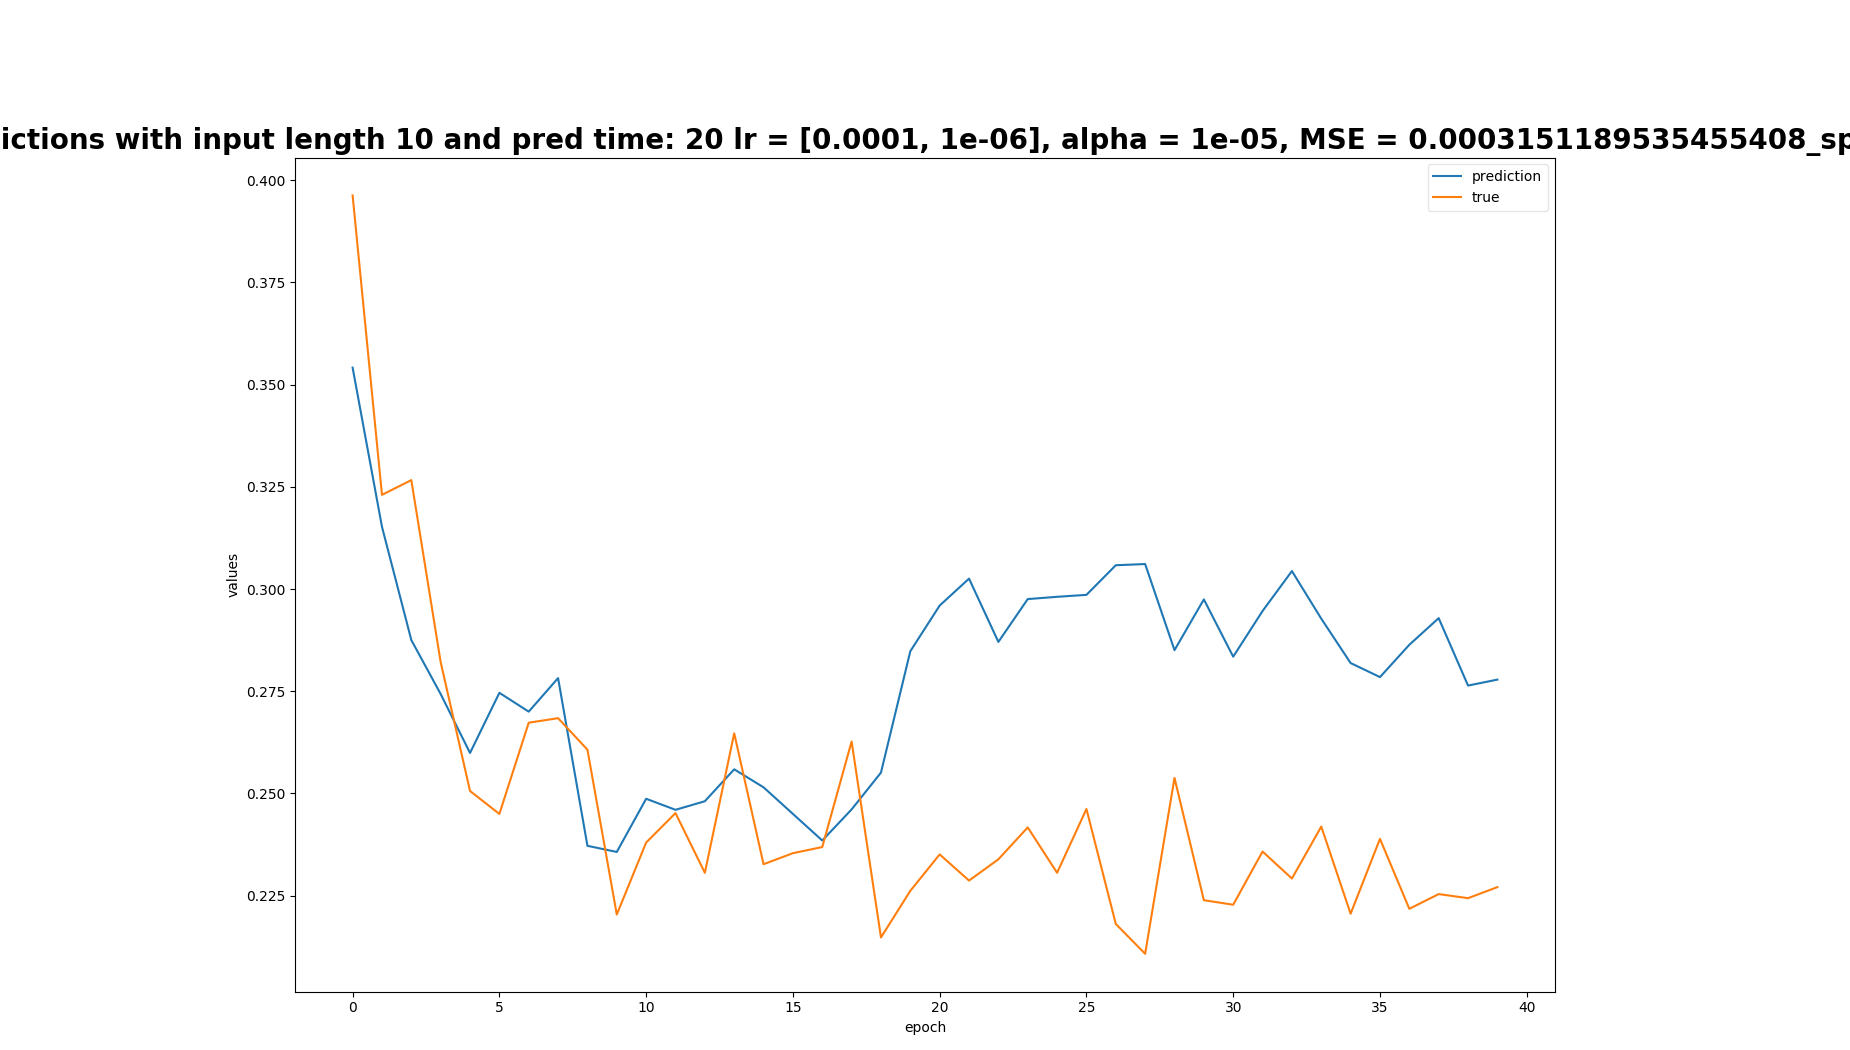 ictions with input length 10 and pred time: 20 lr = [0.0001, 1e-06], alpha = 1e-05, MSE = 0.0003151189535455408_sp
prediction
true
0.400
0.375
0.350
0.325
0.300
0.275
0.250
0.225
values
0 5 10 15 20 25 30 35 40
epoch